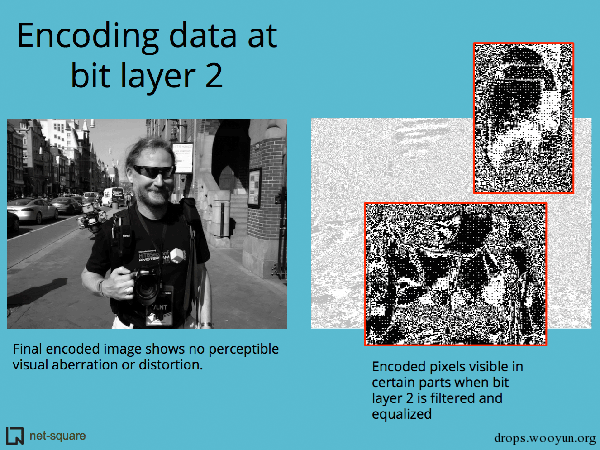 Encoding data at
bit layer 2
Final encoded image shows no perceptible
visual aberration or distortion.
Encoded pixels visible in
certain parts when bit
layer 2 is filtered and
equalized
net-square
drops.wooyun.org